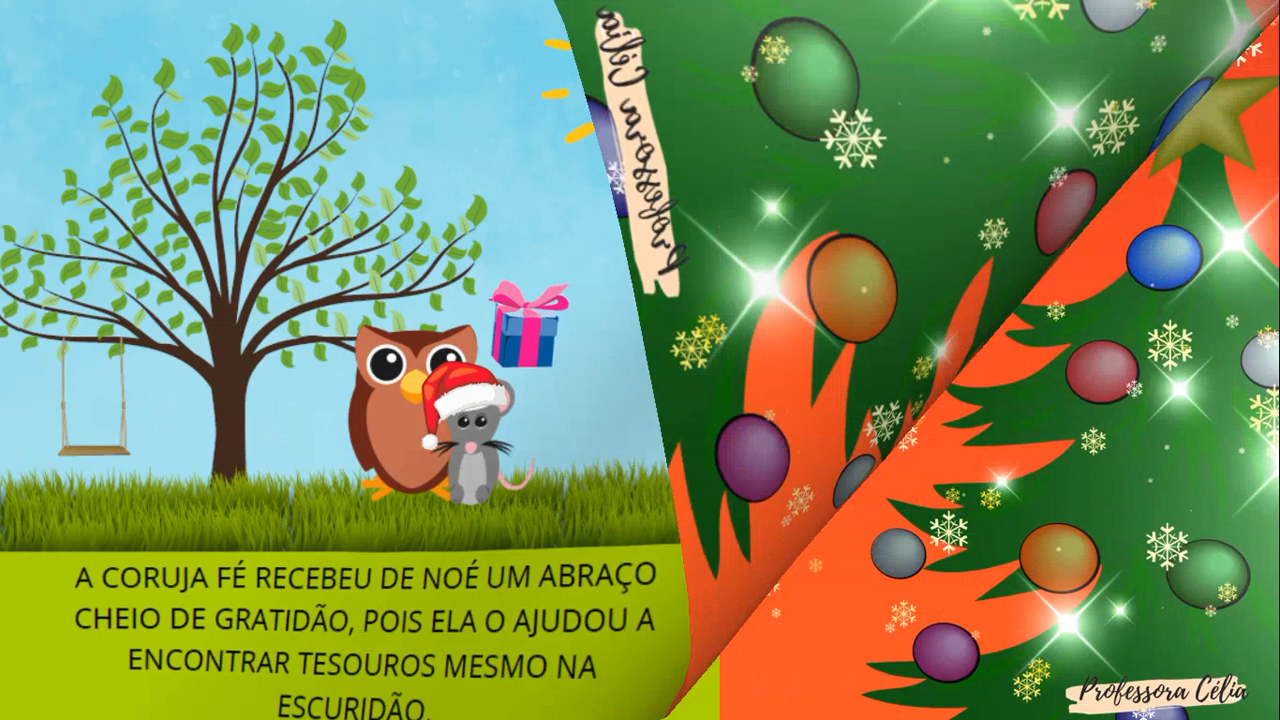 A CORUJA FÉ RECEBEU DE NOÉ UM ABRAÇO
CHEIO DE GRATIDÃO, POIS ELA O AJUDOU A
ENCONTRAR TESOUROS MESMO NA
ESCURIDÃO.
Professora Célia
Professora Célia